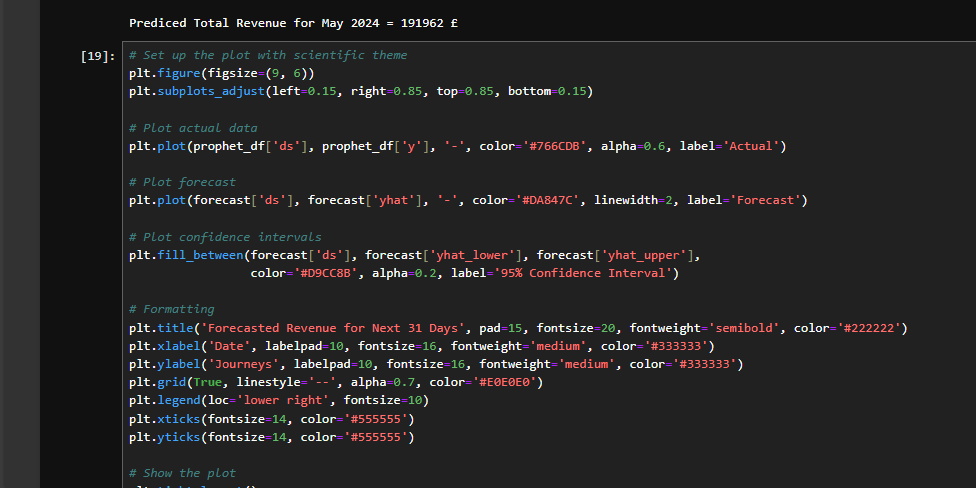 Prediced Total Revenue for May 2024 = 191962 £
[19]:
# Set up the plot with scientific theme
plt.figure(figsize=(9, 6))
plt.subplots_adjust(left=0.15, right=0.85, top=0.85, bottom=0.15)
# Plot actual data
plt.plot(prophet_df['ds'], prophet_df['y'], '-', color='#766CDB', alpha=0.6, label='Actual')
# Plot forecast
plt.plot(forecast['ds'], forecast['yhat'], '-', color='#DA847C', linewidth=2, label='Forecast')
# Plot confidence intervals
plt.fill_between(forecast['ds'], forecast['yhat_lower'], forecast['yhat_upper'],
color='#D9CC8B', alpha=0.2, label='95% Confidence Interval')
# Formatting
plt.title('Forecasted Revenue for Next 31 Days', pad=15, fontsize=20, fontweight='semibold', color='#222222')
plt.xlabel('Date', labelpad=10, fontsize=16, fontweight='medium', color='#333333')
plt.ylabel('Journeys', labelpad=10, fontsize=16, fontweight='medium', color='#333333')
plt.grid(True, linestyle='--', alpha=0.7, color='#E0E0E0')
plt.legend(loc='lower right', fontsize=10)
plt.xticks(fontsize=14, color='#555555')
plt.yticks(fontsize=14, color='#555555')
# Show the plot